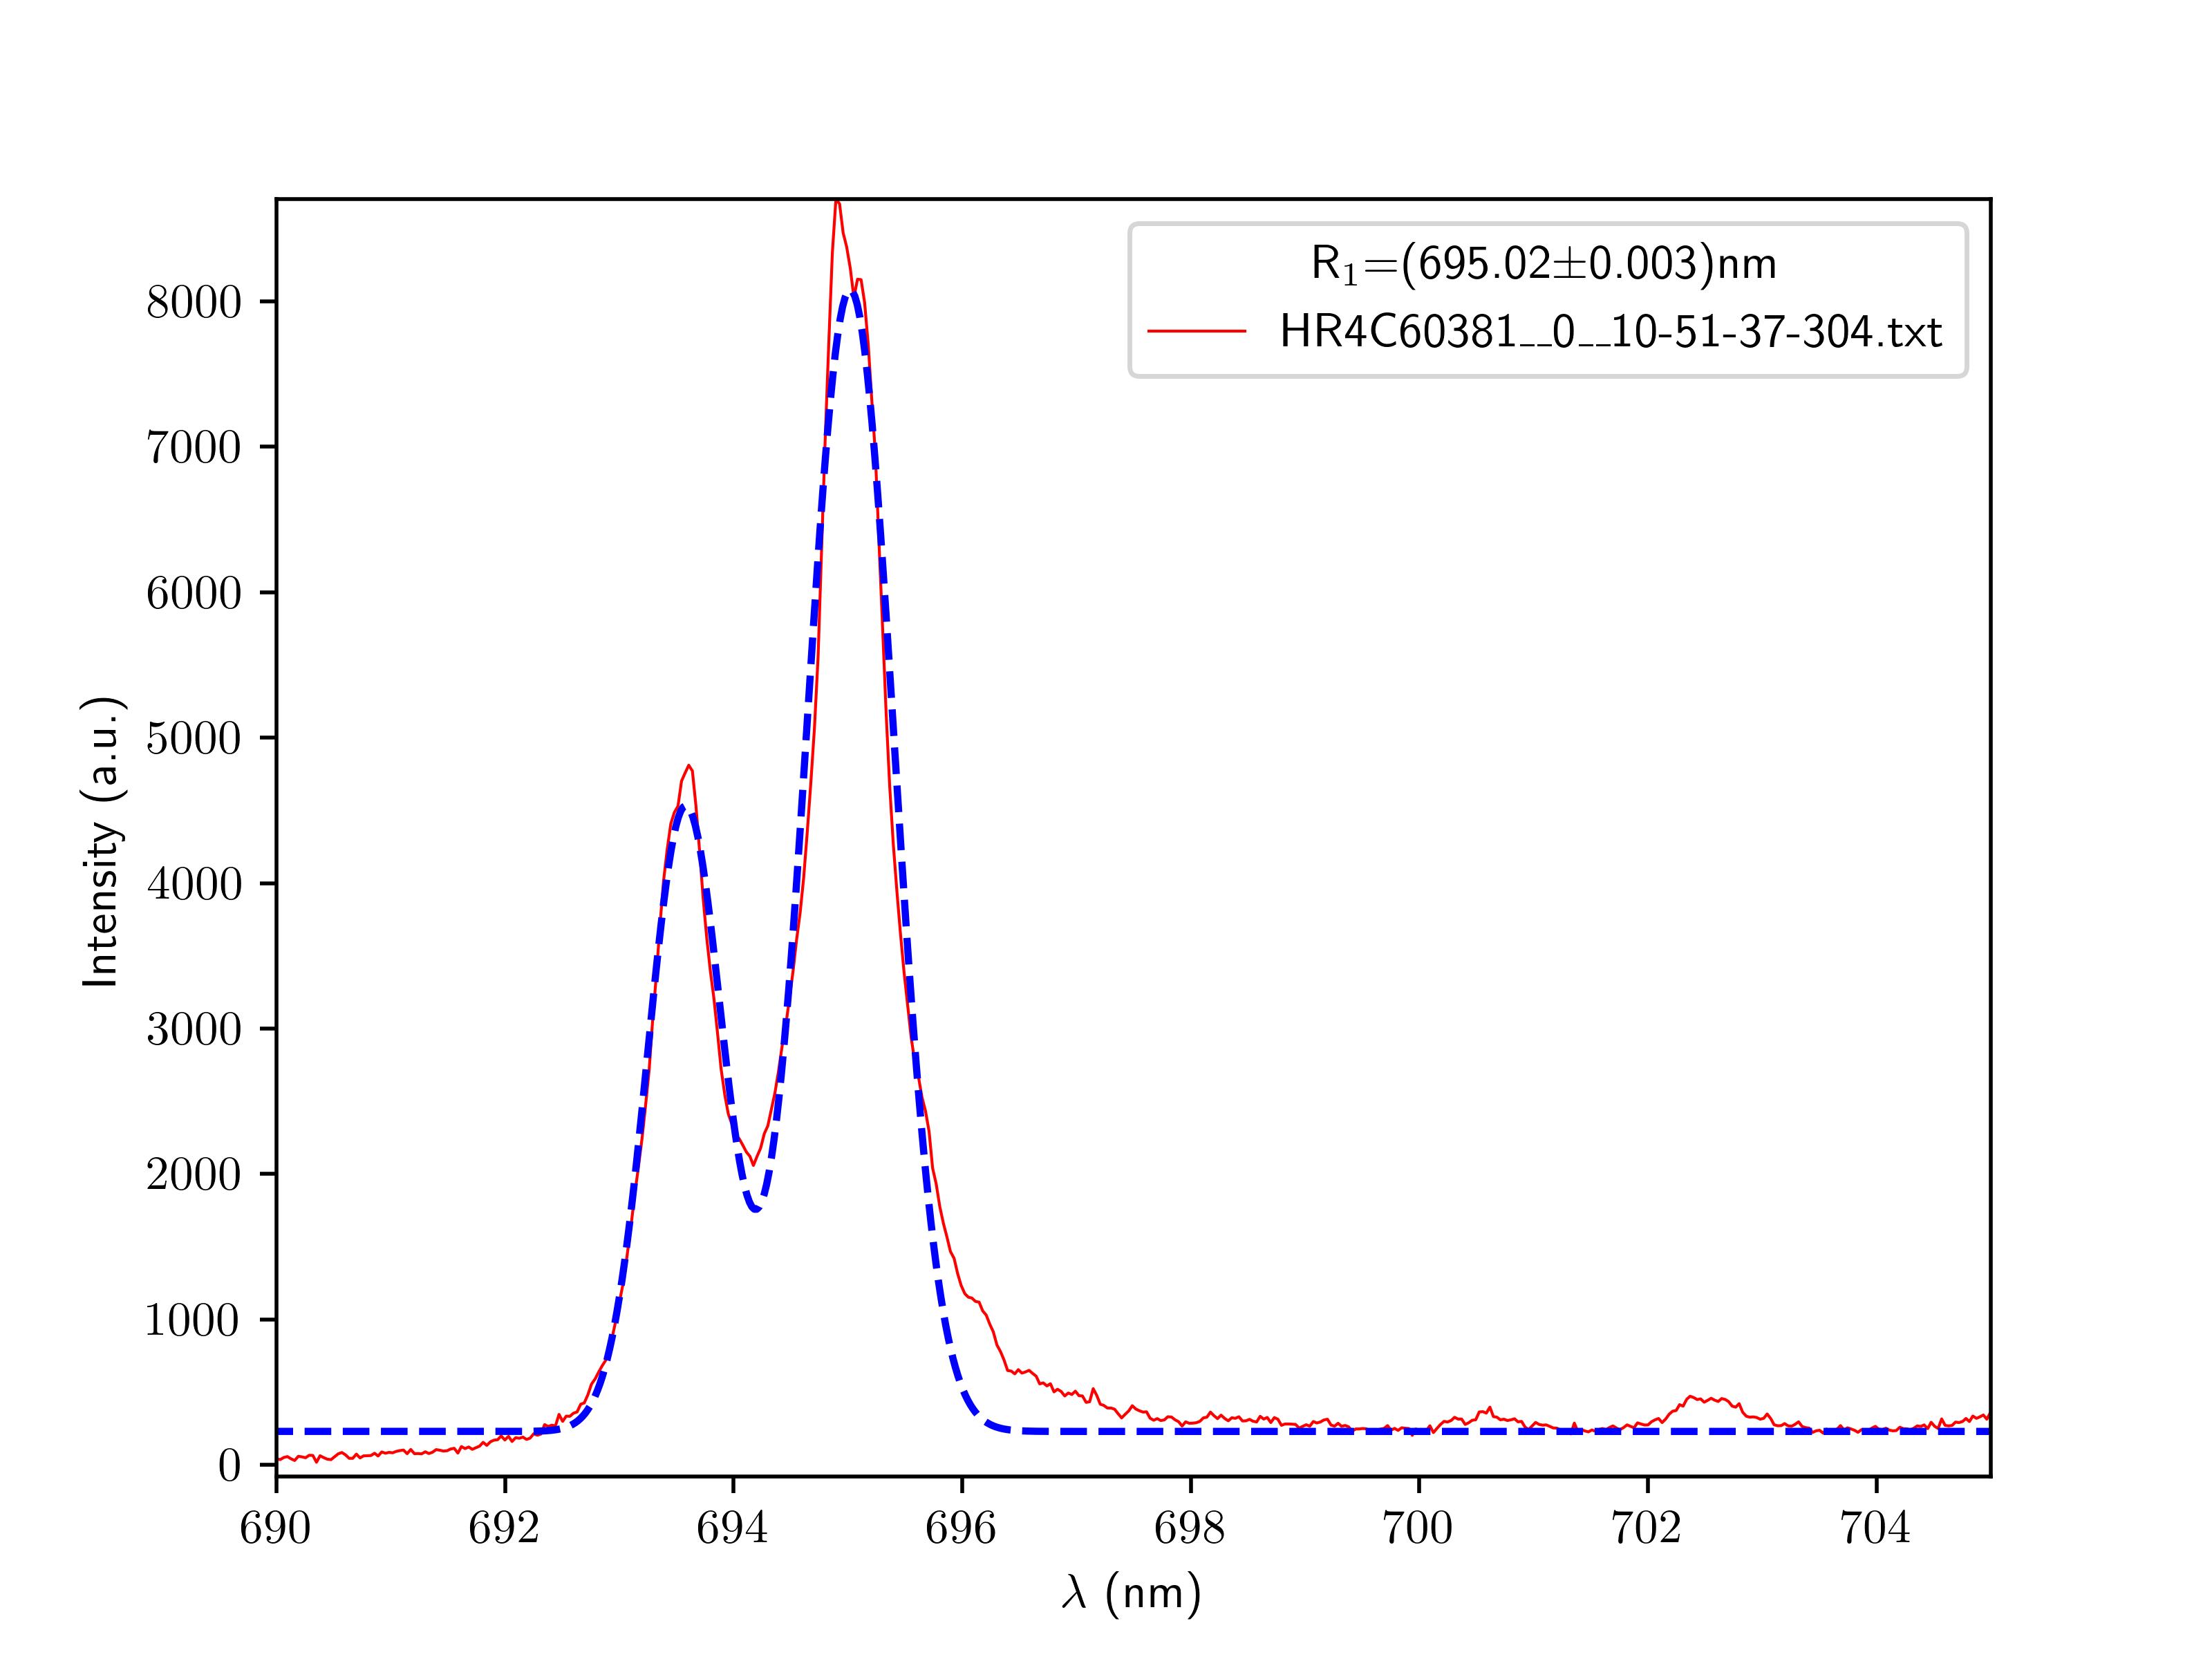 R₁=(695.02±0.003)nm
HR4C60381__0__10-51-37-304.txt
Intensity (a.u.)
8000
7000
6000
5000
4000
3000
2000
1000
0
690 692 694 696 698 700 702 704
λ (nm)